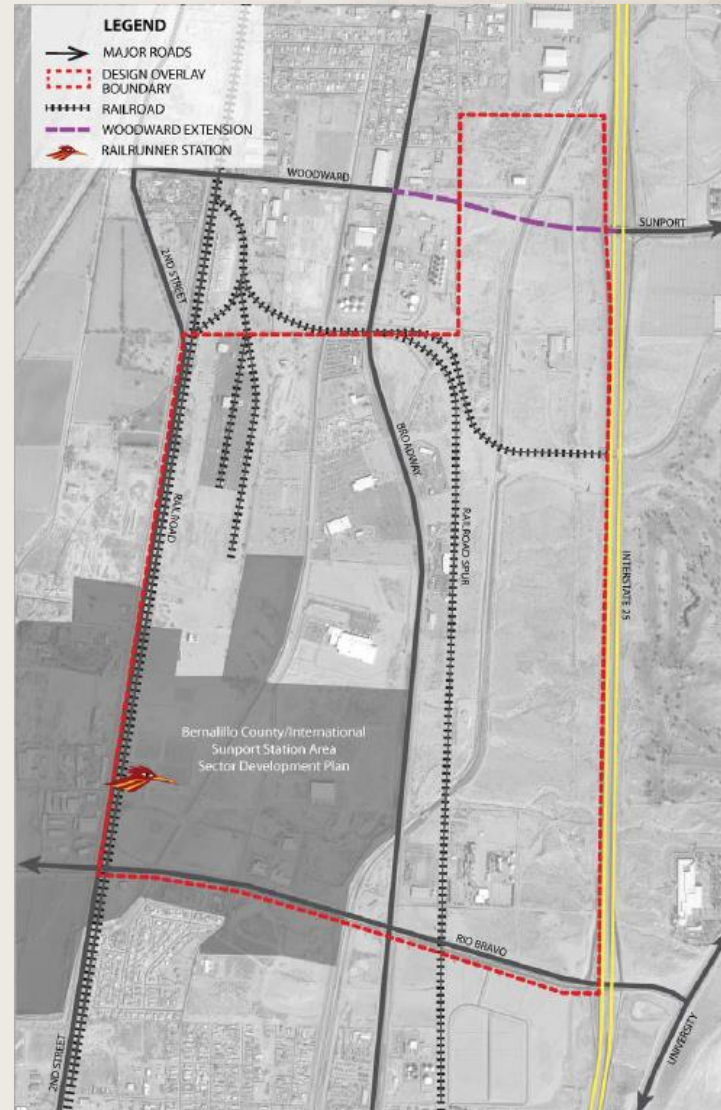 LEGEND
MAJOR ROADS
DESIGN OVERLAY
BOUNDARY
RAILROAD
WOODWARD EXTENSION
RAILRUNNER STATION
WOODWARD
SUNPORT
2ND STREET
BROADWAY
RAILROAD
RAILROAD SPUR
INTERSTATE 25
Bernalillo County/International
Sunport Station Area
Sector Development Plan
RIO BRAVO
2ND STREET
UNIVERSITY